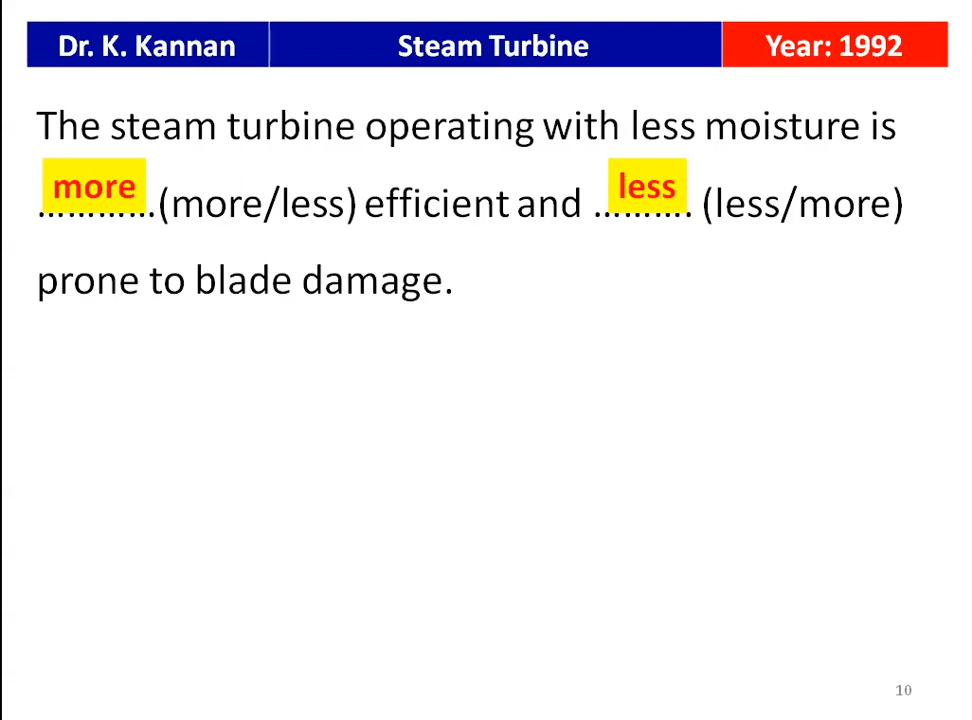 Dr. K. Kannan Steam Turbine Year: 1992
The steam turbine operating with less moisture is
more less
............(more/less) efficient and .......... (less/more)
prone to blade damage.
10